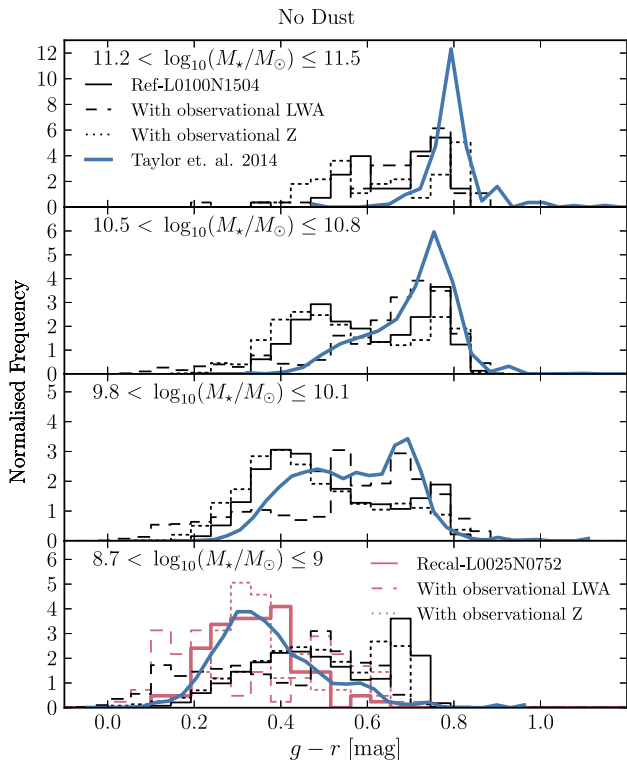 No Dust
11.2 < log₁₀(M⋆/M⊙) ≤ 11.5
Ref-L0100N1504
With observational LWA
With observational Z
Taylor et. al. 2014
12
10
8
6
4
2
0
10.5 < log₁₀(M⋆/M⊙) ≤ 10.8
6
5
4
3
2
1
0
Normalised Frequency
9.8 < log₁₀(M⋆/M⊙) ≤ 10.1
5
4
3
2
1
0
8.7 < log₁₀(M⋆/M⊙) ≤ 9
Recal-L0025N0752
With observational LWA
With observational Z
6
5
4
3
2
1
0
0.0 0.2 0.4 0.6 0.8 1.0
g − r [mag]